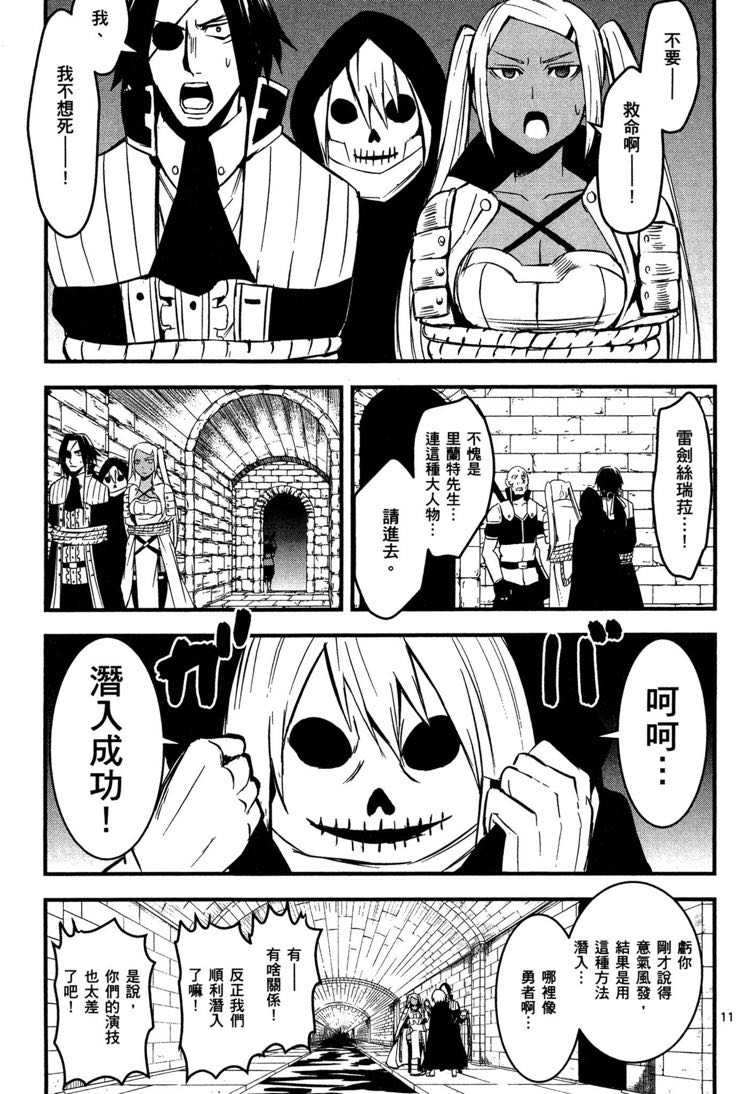 不要——！
救命啊——！
我、
我不想死——！
雷劍絲瑞菈…！
不愧是
里蘭特先生…
連這種大人物…
請進去。
呵呵…
潛入成功！
ガッ
虧你
剛才說得
意氣風發，
結果是用
這種方法
潛入…
哪裡像
勇者啊…
有——
有啥關係！
反正我們
順利潛入
了嘛！
是說，
你們的演技
也太差
了吧！
11